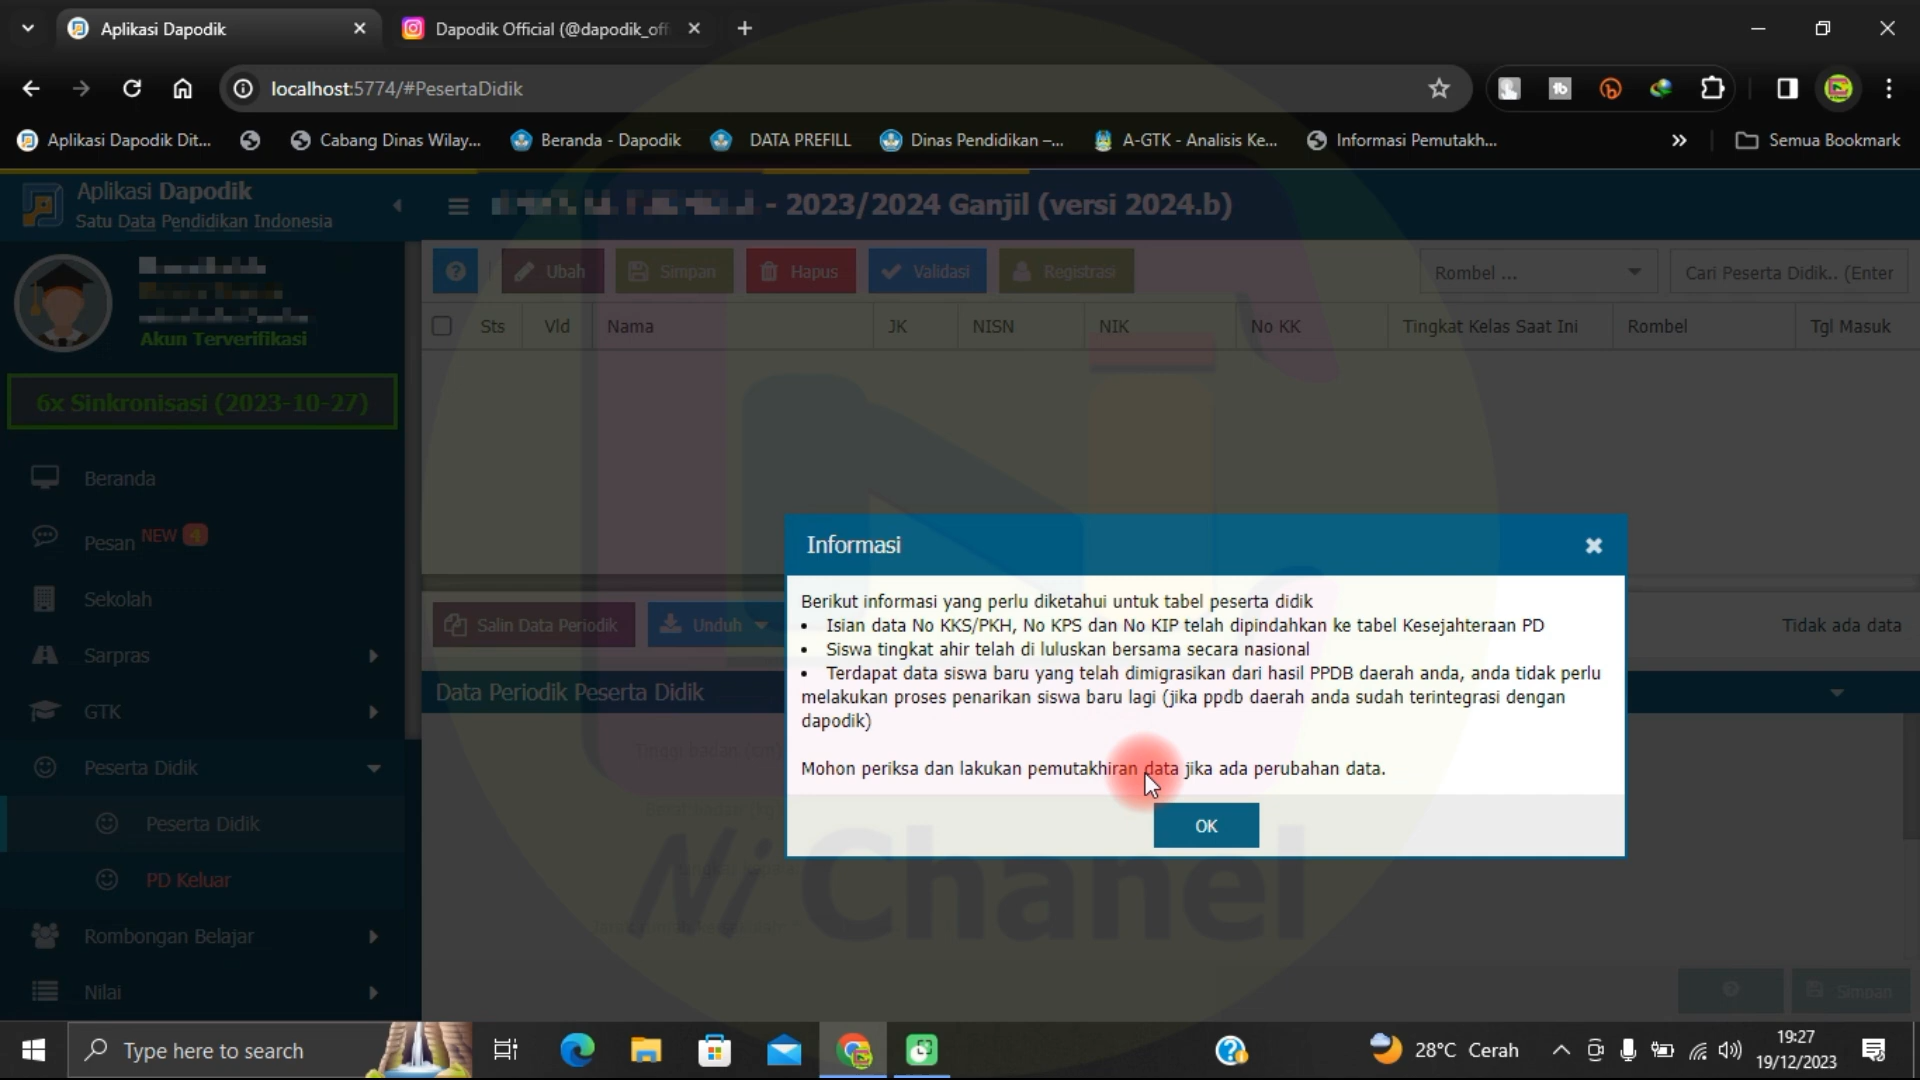 Aplikasi Dapodik
Dapodik Official (@dapodik_off
localhost:5774/#PesertaDidik
Aplikasi Dapodik Dit...
Cabang Dinas Wilay...
Beranda - Dapodik
DATA PREFILL
Dinas Pendidikan –...
A-GTK - Analisis Ke...
Informasi Pemutakh...
Semua Bookmark
Aplikasi Dapodik
Satu Data Pendidikan Indonesia
- 2023/2024 Ganjil (versi 2024.b)
Akun Terverifikasi
6x Sinkronisasi (2023-10-27)
Beranda
Pesan NEW 4
Sekolah
Sarpras
GTK
Peserta Didik
Peserta Didik
PD Keluar
Rombongan Belajar
Nilai
Ubah
Simpan
Hapus
Validasi
Registrasi
Rombel ...
Cari Peserta Didik.. (Enter
Sts
Vld
Nama
JK
NISN
NIK
No KK
Tingkat Kelas Saat Ini
Rombel
Tgl Masuk
Salin Data Periodik
Unduh
Tidak ada data
Data Periodik Peserta Didik
Tinggi badan (cm)
Informasi
Berikut informasi yang perlu diketahui untuk tabel peserta didik
• Isian data No KKS/PKH, No KPS dan No KIP telah dipindahkan ke tabel Kesejahteraan PD
• Siswa tingkat ahir telah di luluskan bersama secara nasional
• Terdapat data siswa baru yang telah dimigrasikan dari hasil PPDB daerah anda, anda tidak perlu
melakukan proses penarikan siswa baru lagi (jika ppdb daerah anda sudah terintegrasi dengan
dapodik)
Mohon periksa dan lakukan pemutakhiran data jika ada perubahan data.
OK
Ni Chanel
Simpan
Type here to search
28°C Cerah
19:27
19/12/2023